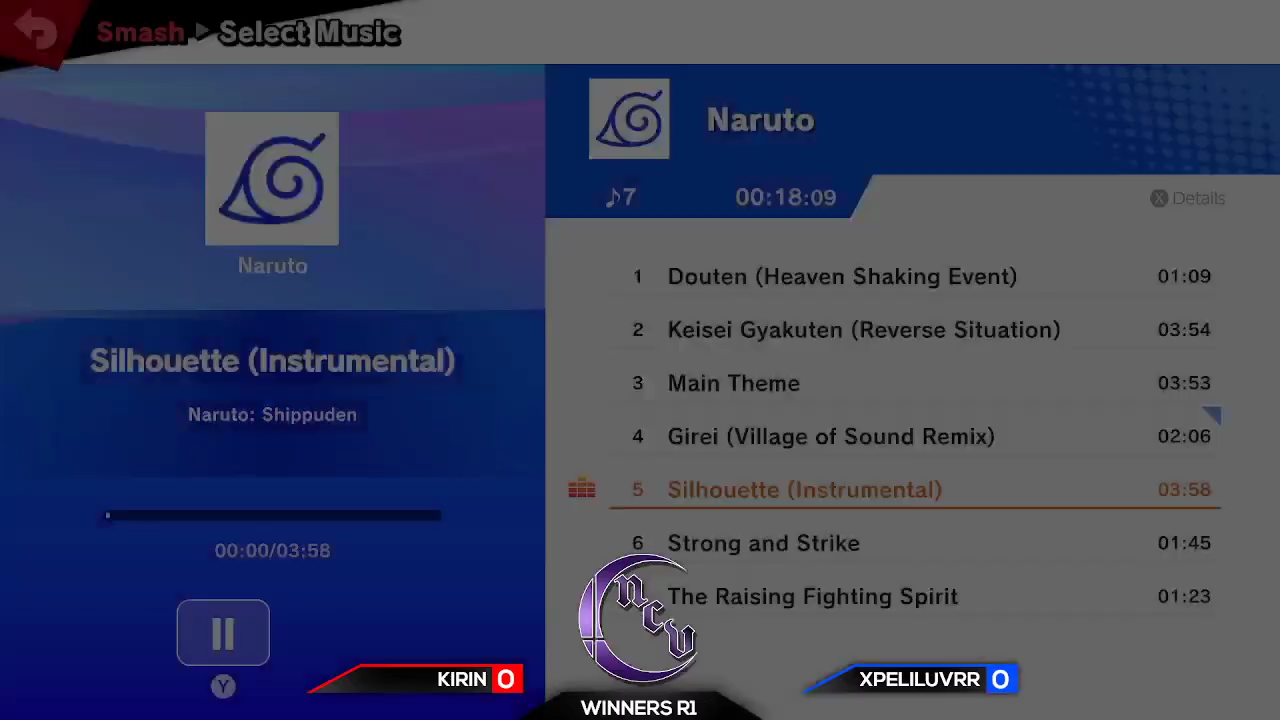 Smash ▶ Select Music
Naruto
Silhouette (Instrumental)
Naruto: Shippuden
00:00/03:58
Y
Naruto
♪7 00:18:09
X Details
1 Douten (Heaven Shaking Event) 01:09
2 Keisei Gyakuten (Reverse Situation) 03:54
3 Main Theme 03:53
4 Girei (Village of Sound Remix) 02:06
5 Silhouette (Instrumental) 03:58
6 Strong and Strike 01:45
The Raising Fighting Spirit 01:23
ncv
KIRIN 0
XPELILUVRR 0
WINNERS R1